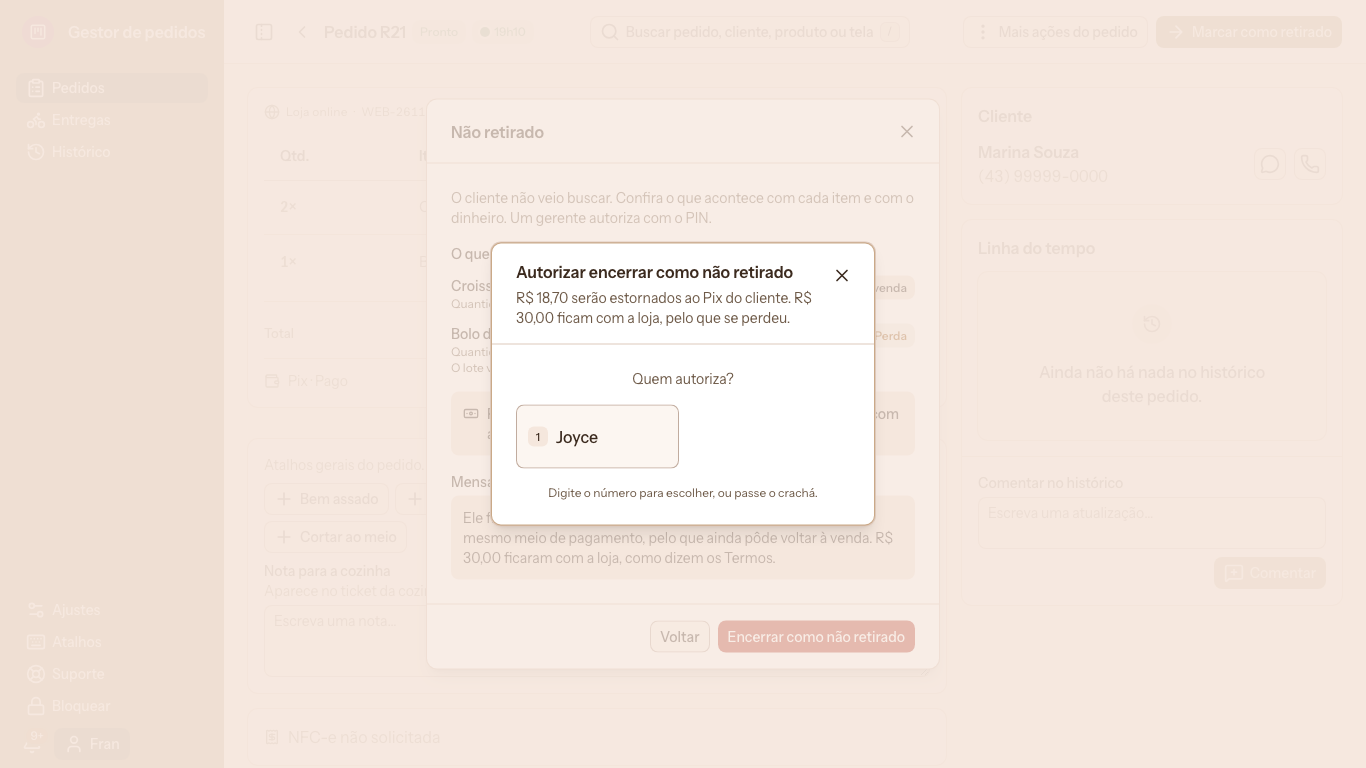 Gestor de pedidos
Pedidos
Entregas
Histórico
Ajustes
Atalhos
Suporte
Bloquear
9+
Fran
Pedido R21
Pronto
19h10
Buscar pedido, cliente, produto ou tela
/
Mais ações do pedido
Marcar como retirado
Loja online
Qtd.
2×
1×
Total
Pix · Pago
Atalhos gerais do pedido.
Bem assado
Cortar ao meio
Nota para a cozinha
Aparece no ticket da
Escreva uma nota...
NFC-e não solicitada
Não retirado
O cliente não veio buscar. Confira o que acontece com cada item e com o
dinheiro. Um gerente autoriza com o PIN.
O que
venda
Perda
O lote
com
Ele
mesmo meio de pagamento, pelo que ainda pôde voltar à venda. R$
30,00 ficaram com a loja, como dizem os Termos.
Voltar
Encerrar como não retirado
Autorizar encerrar como não retirado
R$ 18,70 serão estornados ao Pix do cliente. R$
30,00 ficam com a loja, pelo que se perdeu.
Quem autoriza?
1
Joyce
Digite o número para escolher, ou passe o crachá.
Cliente
Marina Souza
(43) 99999-0000
Linha do tempo
Ainda não há nada no histórico
deste pedido.
Comentar no histórico
Escreva uma atualização...
Comentar